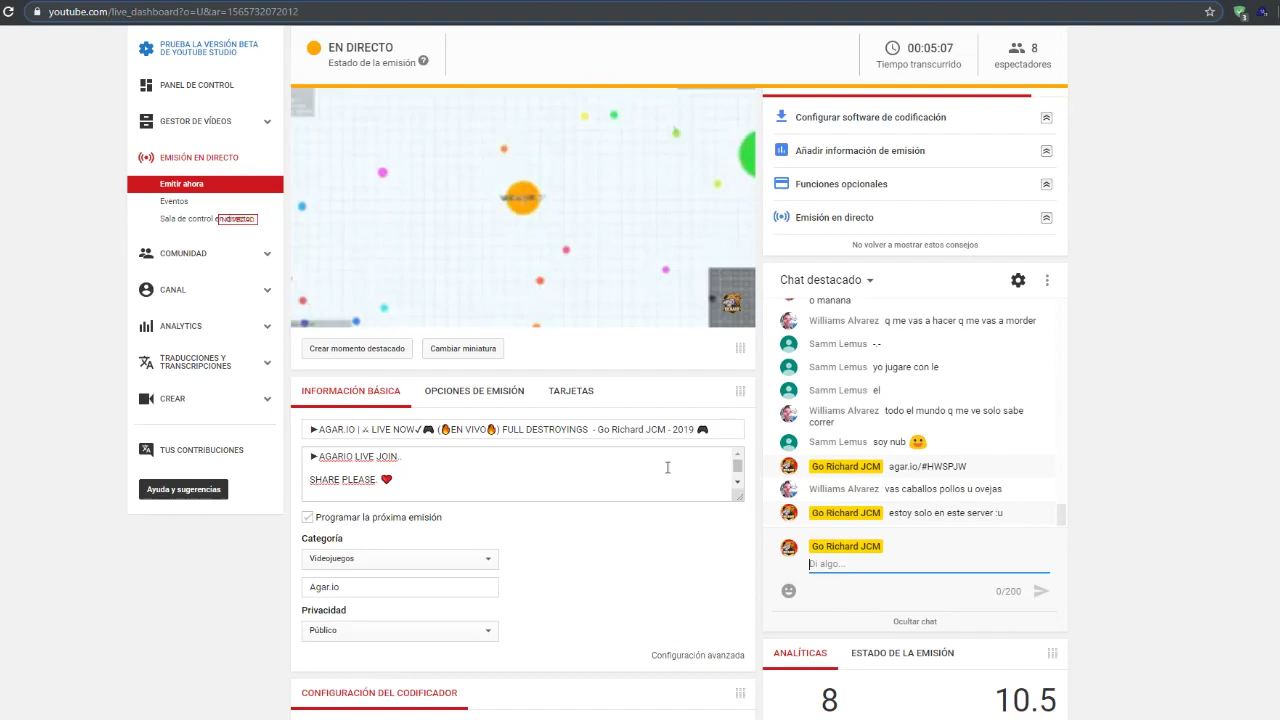 youtube.com/live_dashboard?o=U&ar=1565732072012
3
PRUEBA LA VERSIÓN BETA
DE YOUTUBE STUDIO
PANEL DE CONTROL
GESTOR DE VÍDEOS
EMISIÓN EN DIRECTO
Emitir ahora
Eventos
Sala de control en directo
COMUNIDAD
CANAL
ANALYTICS
TRADUCCIONES Y
TRANSCRIPCIONES
CREAR
TUS CONTRIBUCIONES
Ayuda y sugerencias
EN DIRECTO
Estado de la emisión ?
00:05:07
Tiempo transcurrido
8
espectadores
Crear momento destacado
Cambiar miniatura
INFORMACIÓN BÁSICA
OPCIONES DE EMISIÓN
TARJETAS
►AGAR.IO | ⚔ LIVE NOW✓🎮 (🔥EN VIVO🔥) FULL DESTROYINGS - Go Richard JCM - 2019 🎮
►AGARIO LIVE JOIN..
SHARE PLEASE. ❤
Programar la próxima emisión
Categoría
Videojuegos
Agar.io
Privacidad
Público
Configuración avanzada
CONFIGURACIÓN DEL CODIFICADOR
Configurar software de codificación
Añadir información de emisión
Funciones opcionales
Emisión en directo
No volver a mostrar estos consejos
Chat destacado
o manana
Williams Alvarez q me vas a hacer q me vas a morder
Samm Lemus -.-
Samm Lemus yo jugare con le
Samm Lemus el
Williams Alvarez todo el mundo q me ve solo sabe
correr
Samm Lemus soy nub 😛
Go Richard JCM agar.io/#HWSPJW
Williams Alvarez vas caballos pollos u ovejas
Go Richard JCM estoy solo en este server :u
Go Richard JCM
Di algo...
0/200
Ocultar chat
ANALÍTICAS
ESTADO DE LA EMISIÓN
8
10.5